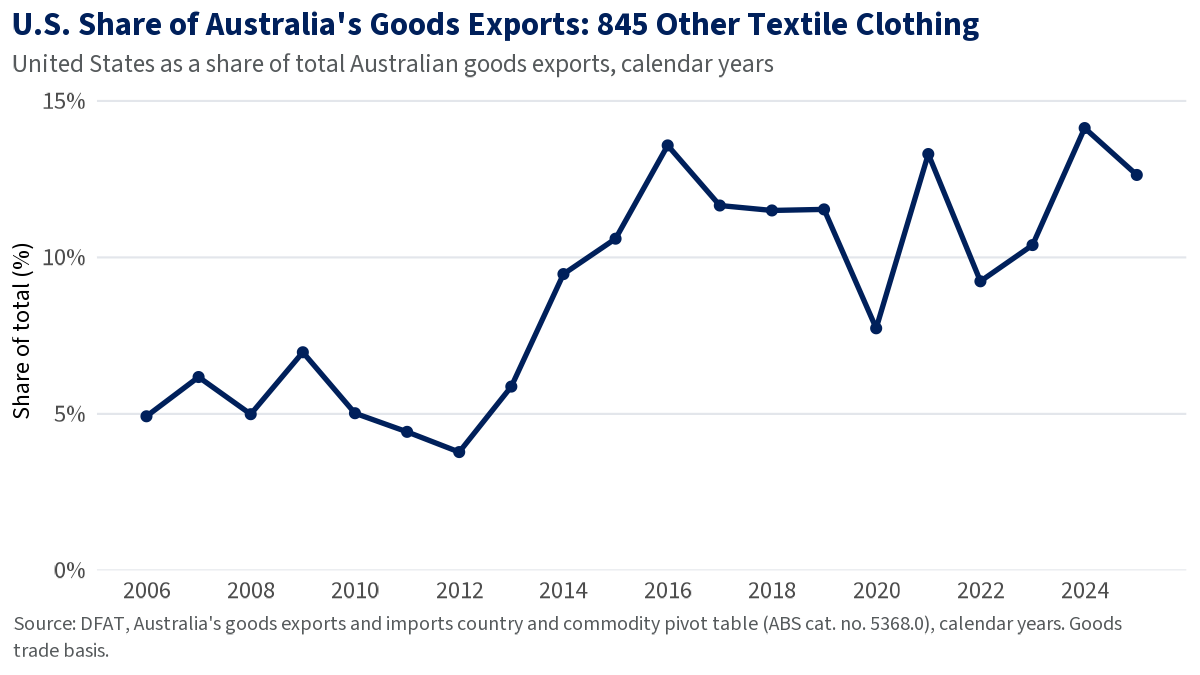 U.S. Share of Australia's Goods Exports: 845 Other Textile Clothing
United States as a share of total Australian goods exports, calendar years
15%
10%
5%
0%
Share of total (%)
2006 2008 2010 2012 2014 2016 2018 2020 2022 2024
Source: DFAT, Australia's goods exports and imports country and commodity pivot table (ABS cat. no. 5368.0), calendar years. Goods
trade basis.